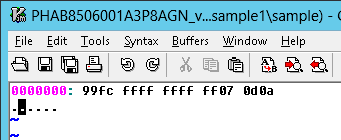 PHAB8506001A3P8AGN_v...sample1\sample) - G
File Edit Tools Syntax Buffers Window Help
0000000: 99fc ffff ffff ff07 0d0a
......
~
~